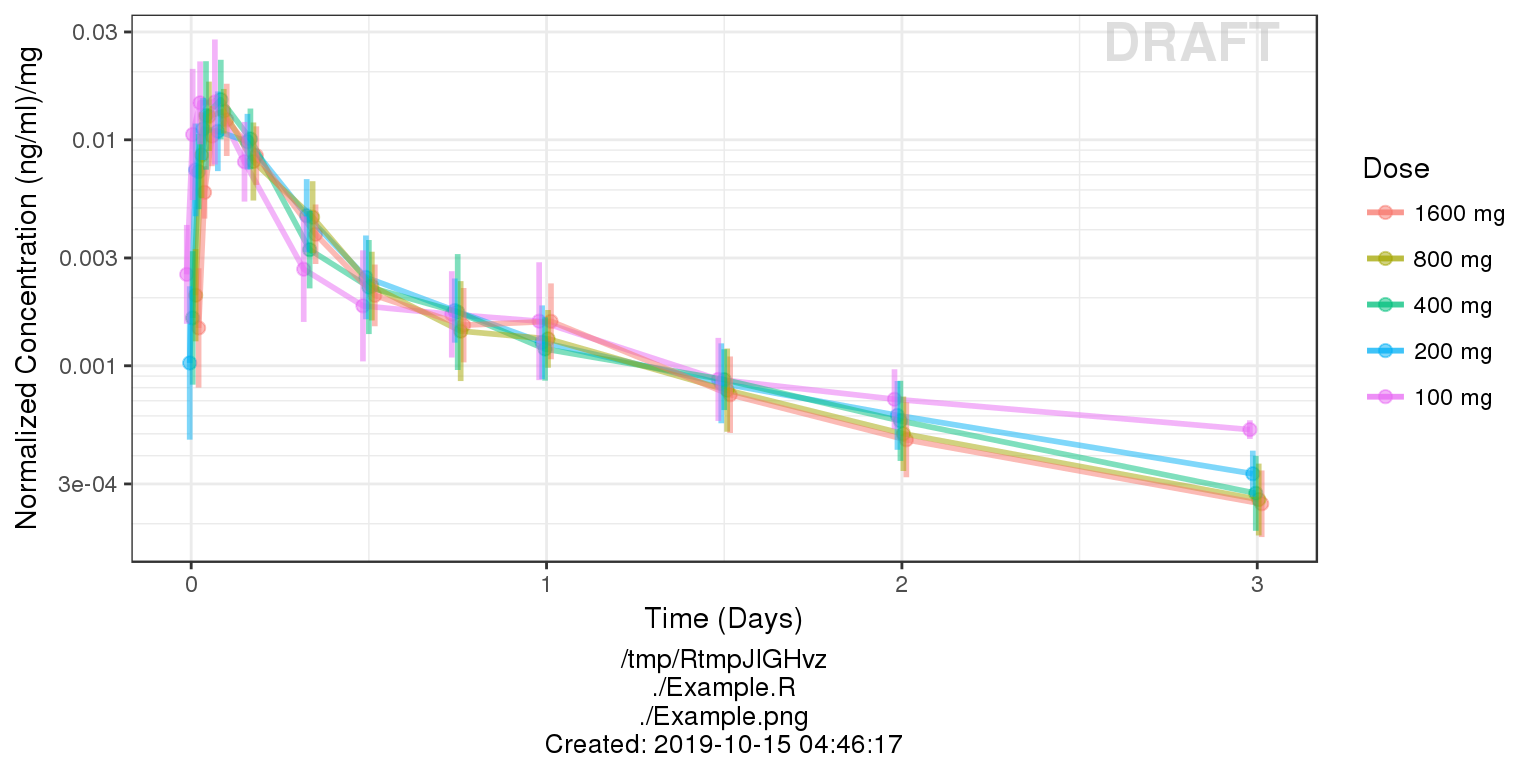 DRAFT
Normalized Concentration (ng/ml)/mg
0.03
0.01
0.003
0.001
3e-04
0
1
2
3
Time (Days)
Dose
1600 mg
800 mg
400 mg
200 mg
100 mg
/tmp/RtmpJIGHvz
./Example.R
./Example.png
Created: 2019-10-15 04:46:17